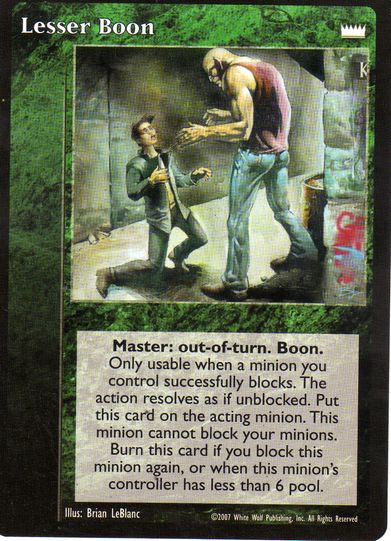 Lesser Boon
K
Master: out-of-turn. Boon.
Only usable when a minion you
control successfully blocks. The
action resolves as if unblocked. Put
this card on the acting minion. This
minion cannot block your minions.
Burn this card if you block this
minion again, or when this minion's
controller has less than 6 pool.
Illus: Brian LeBlanc
©2007 White Wolf Publishing, Inc. All Rights Reserved